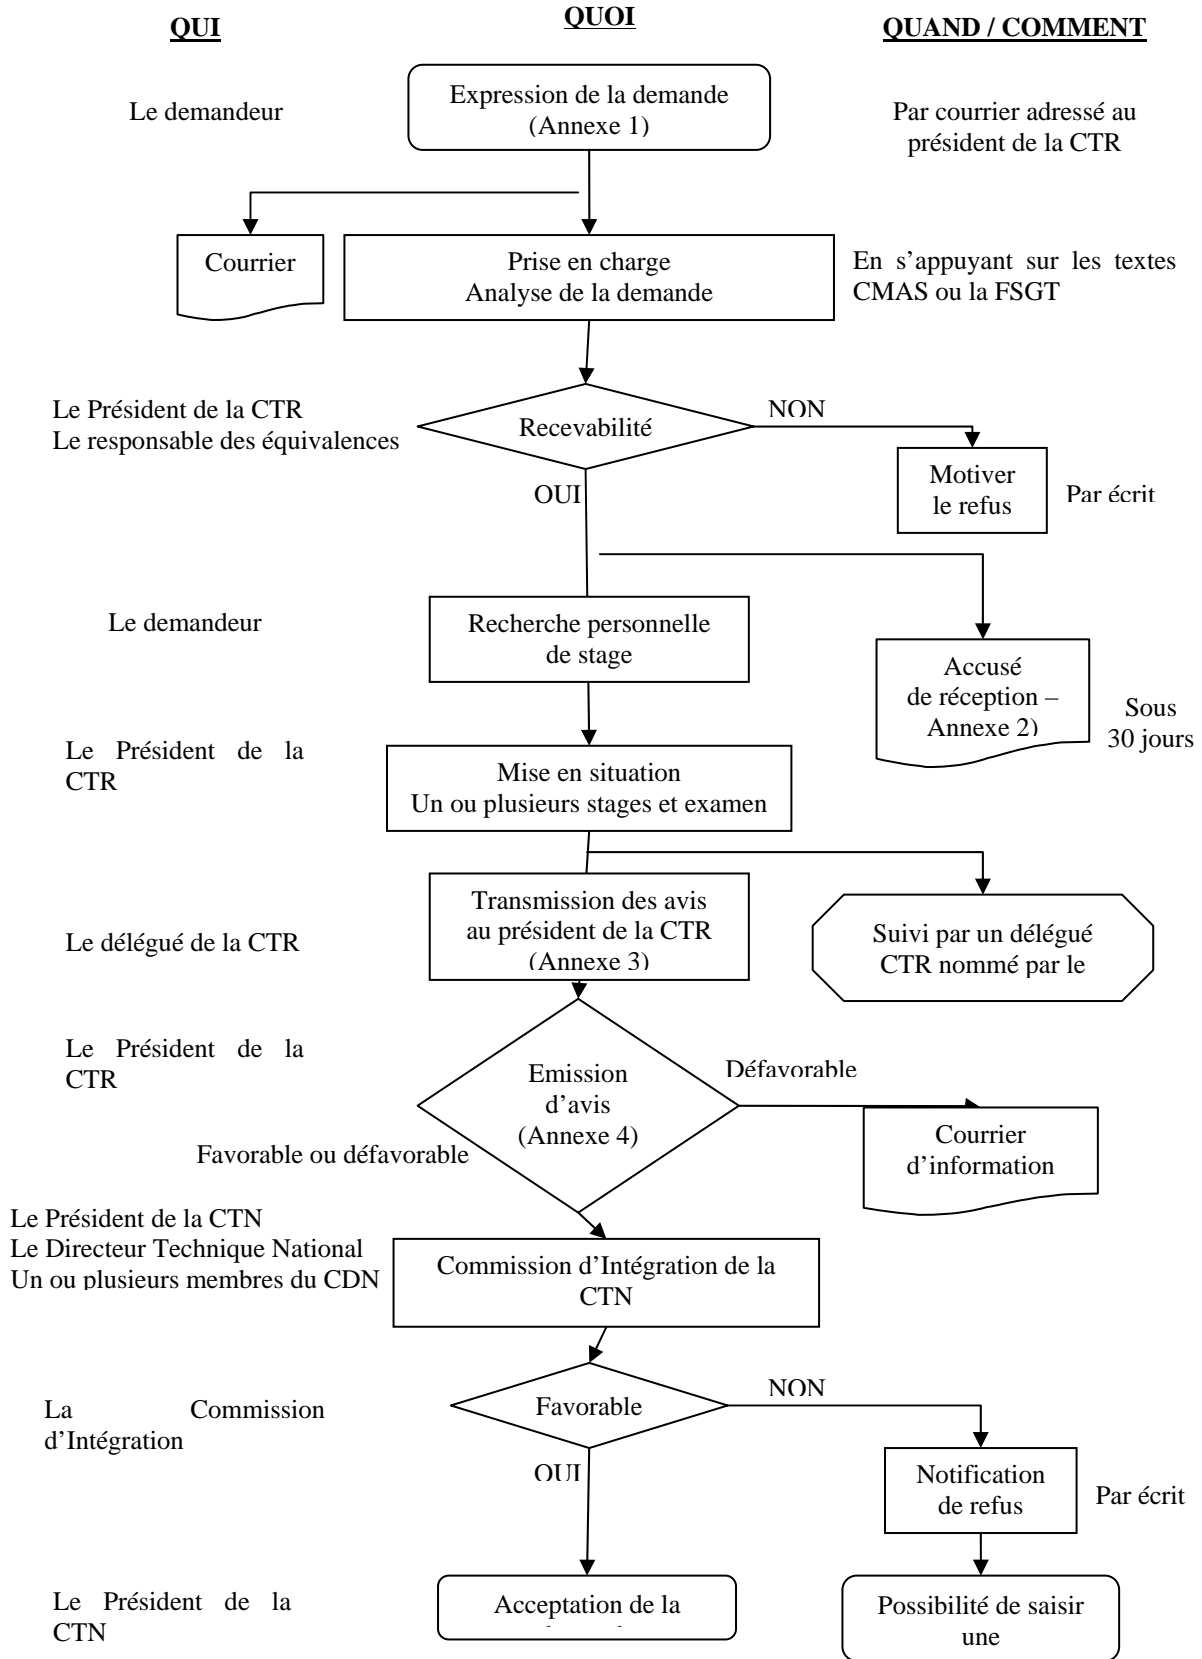 QUI
QUOI
QUAND / COMMENT
Le demandeur
Expression de la demande
(Annexe 1)
Par courrier adressé au
président de la CTR
Courrier
Prise en charge
Analyse de la demande
En s’appuyant sur les textes
CMAS ou la FSGT
Le Président de la CTR
Le responsable des équivalences
Recevabilité
NON
OUI
Motiver
le refus
Par écrit
Le demandeur
Recherche personnelle
de stage
Accusé
de réception –
Annexe 2)
Sous
30 jours
Le Président de la
CTR
Mise en situation
Un ou plusieurs stages et examen
Le délégué de la CTR
Transmission des avis
au président de la CTR
(Annexe 3)
Suivi par un délégué
CTR nommé par le
Le Président de la
CTR
Emission
d’avis
(Annexe 4)
Défavorable
Favorable ou défavorable
Courrier
d’information
Le Président de la CTN
Le Directeur Technique National
Un ou plusieurs membres du CDN
Commission d’Intégration de la
CTN
La Commission
d’Intégration
Favorable
NON
OUI
Notification
de refus
Par écrit
Le Président de la
CTN
Acceptation de la
Possibilité de saisir
une